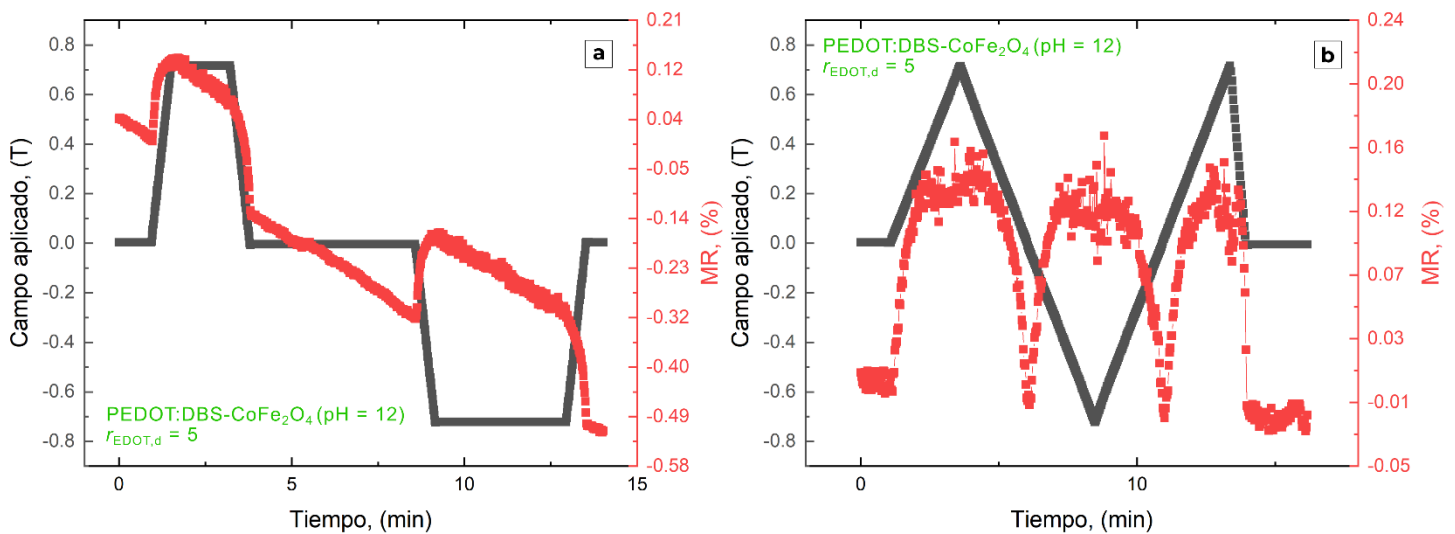 a
PEDOT:DBS-CoFe₂O₄ (pH = 12)
r_EDOT,d = 5
Campo aplicado, (T)
0.8
0.6
0.4
0.2
0.0
-0.2
-0.4
-0.6
-0.8
MR, (%)
0.21
0.12
0.04
-0.05
-0.14
-0.23
-0.32
-0.40
-0.49
-0.58
0 5 10 15
Tiempo, (min)
b
PEDOT:DBS-CoFe₂O₄ (pH = 12)
r_EDOT,d = 5
Campo aplicado, (T)
0.8
0.6
0.4
0.2
0.0
-0.2
-0.4
-0.6
-0.8
MR, (%)
0.24
0.20
0.16
0.12
0.07
0.03
-0.01
-0.05
0 10
Tiempo, (min)